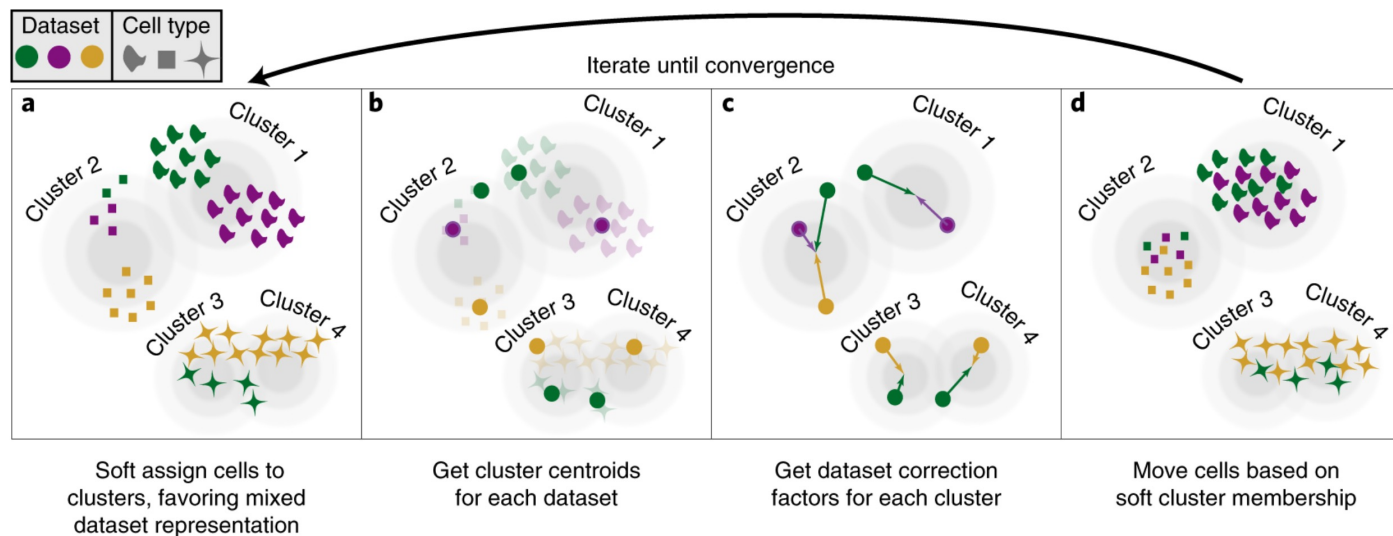 Dataset
Cell type
Iterate until convergence
a
Cluster 1
Cluster 2
Cluster 3
Cluster 4
b
Cluster 1
Cluster 2
Cluster 3
Cluster 4
c
Cluster 1
Cluster 2
Cluster 3
Cluster 4
d
Cluster 1
Cluster 2
Cluster 3
Cluster 4
Soft assign cells to
clusters, favoring mixed
dataset representation
Get cluster centroids
for each dataset
Get dataset correction
factors for each cluster
Move cells based on
soft cluster membership